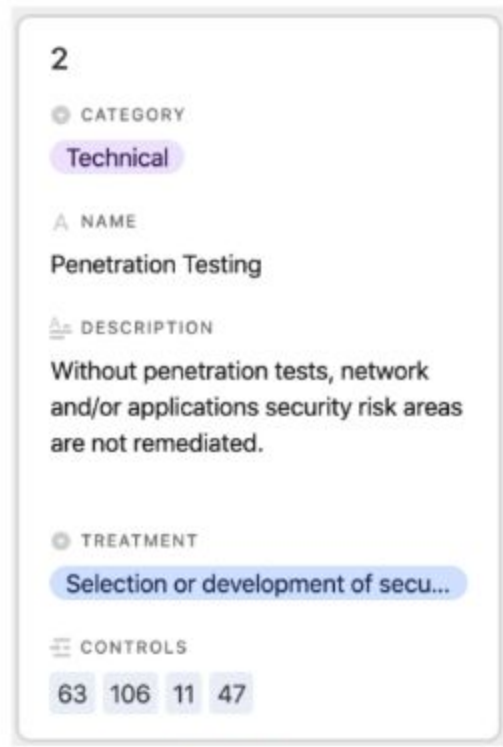 2
CATEGORY
Technical
NAME
Penetration Testing
DESCRIPTION
Without penetration tests, network
and/or applications security risk areas
are not remediated.
TREATMENT
Selection or development of secu...
CONTROLS
63 106 11 47